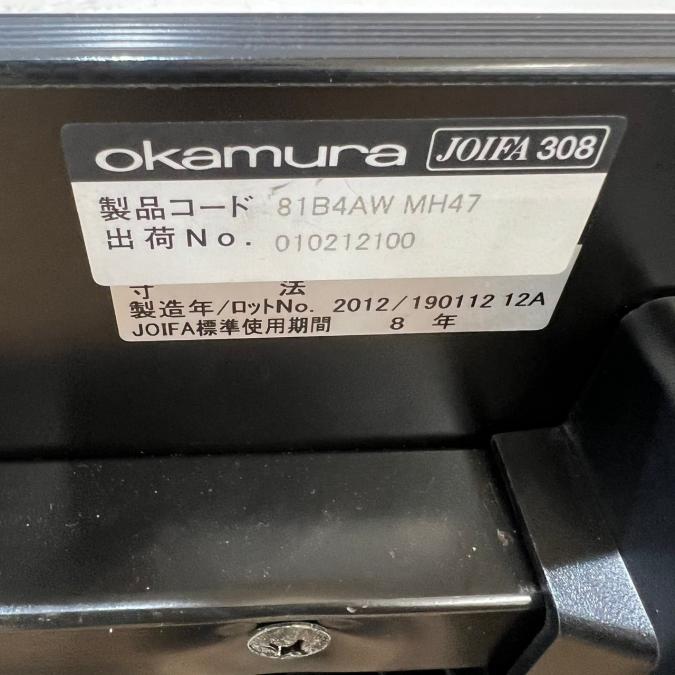 okamura JOIFA 308
製品コード 81B4AW MH47
出荷No. 010212100
寸 法
製造年/ロットNo. 2012/190112 12A
JOIFA標準使用期間 8 年